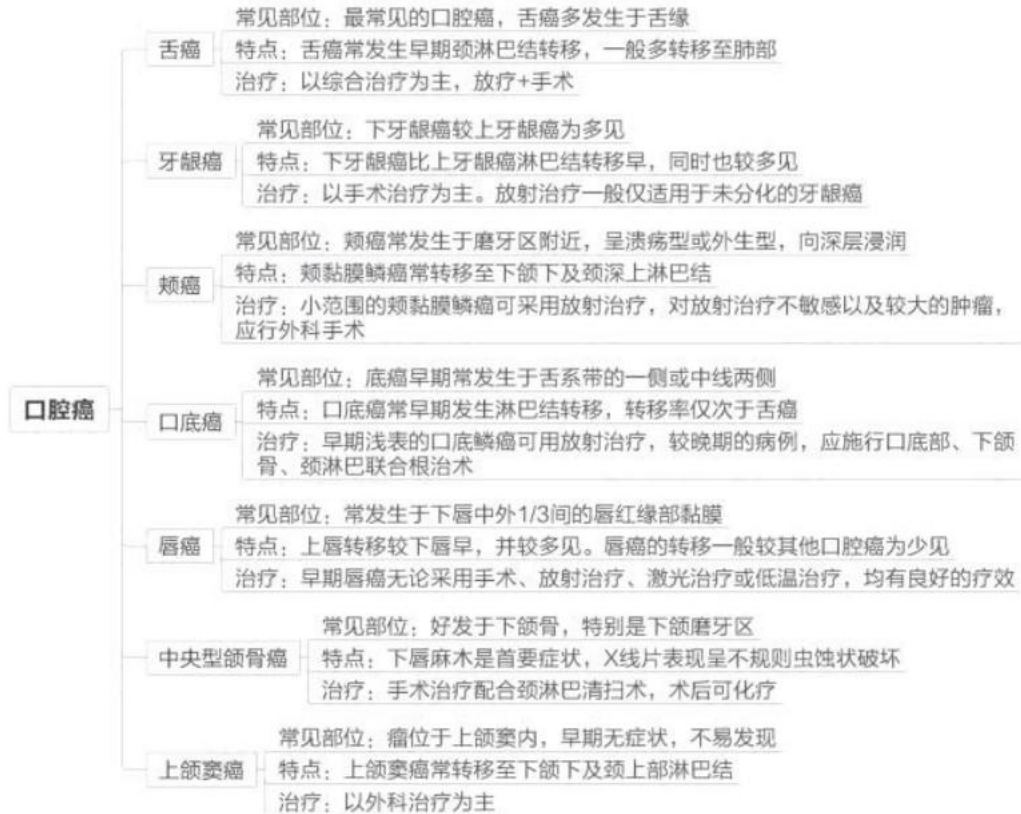 口腔癌
舌癌
常见部位：最常见的口腔癌，舌癌多发生于舌缘
特点：舌癌常发生早期颈淋巴结转移，一般多转移至肺部
治疗：以综合治疗为主，放疗+手术
牙龈癌
常见部位：下牙龈癌较上牙龈癌为多见
特点：下牙龈癌比上牙龈癌淋巴结转移早，同时也较多见
治疗：以手术治疗为主。放射治疗一般仅适用于未分化的牙龈癌
颊癌
常见部位：颊癌常发生于磨牙区附近，呈溃疡型或外生型，向深层浸润
特点：颊黏膜鳞癌常转移至下颌下及颈深上淋巴结
治疗：小范围的颊黏膜鳞癌可采用放射治疗，对放射治疗不敏感以及较大的肿瘤，
应行外科手术
口底癌
常见部位：底癌早期常发生于舌系带的一侧或中线两侧
特点：口底癌常早期发生淋巴结转移，转移率仅次于舌癌
治疗：早期浅表的口底鳞癌可用放射治疗，较晚期的病例，应施行口底部、下颌
骨、颈淋巴联合根治术
唇癌
常见部位：常发生于下唇中外1/3间的唇红缘部黏膜
特点：上唇转移较下唇早，并较多见。唇癌的转移一般较其他口腔癌为少见
治疗：早期唇癌无论采用手术、放射治疗、激光治疗或低温治疗，均有良好的疗效
中央型颌骨癌
常见部位：好发于下颌骨，特别是下颌磨牙区
特点：下唇麻木是首要症状，X线片表现呈不规则虫蚀状破坏
治疗：手术治疗配合颈淋巴清扫术，术后可化疗
上颌窦癌
常见部位：瘤位于上颌窦内，早期无症状，不易发现
特点：上颌窦癌常转移至下颌下及颈上部淋巴结
治疗：以外科治疗为主